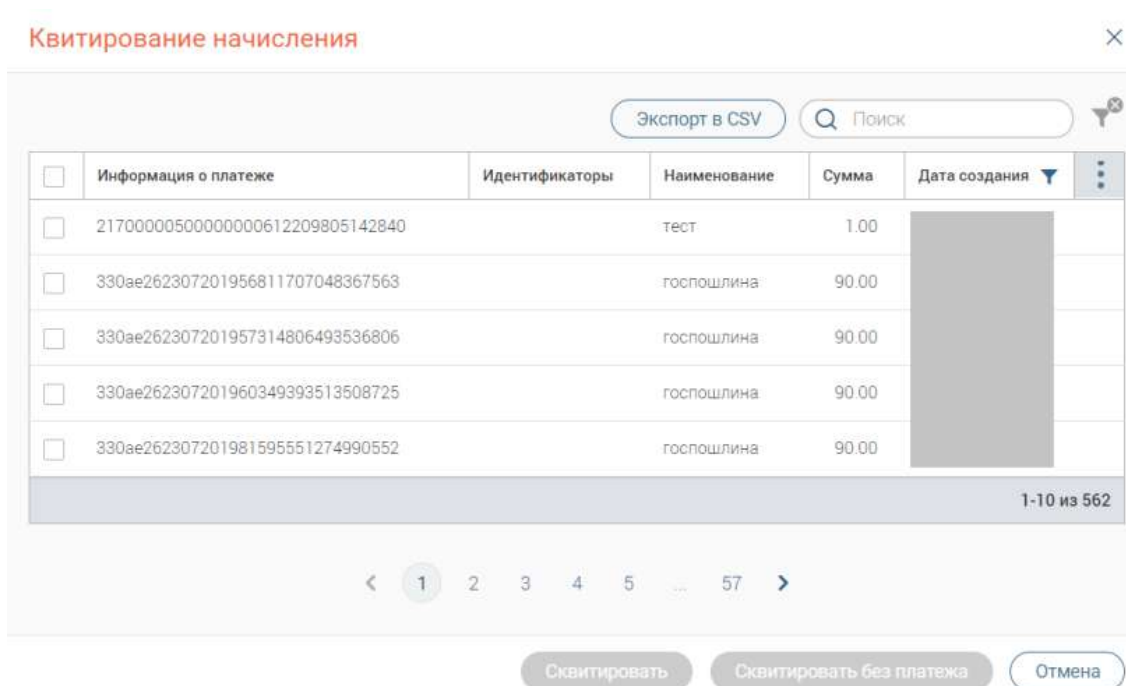 Квитирование начисления
Экспорт в CSV Поиск
Информация о платеже Идентификаторы Наименование Сумма Дата создания
21700000500000000612209805142840 тест 1.00
330ae262307201956811707048367563 госпошлина 90.00
330ae262307201957314806493536806 госпошлина 90.00
330ae262307201960349393513508725 госпошлина 90.00
330ae262307201981595551274990552 госпошлина 90.00
1-10 из 562
1 2 3 4 5 ... 57
Сквитировать Сквитировать без платежа Отмена